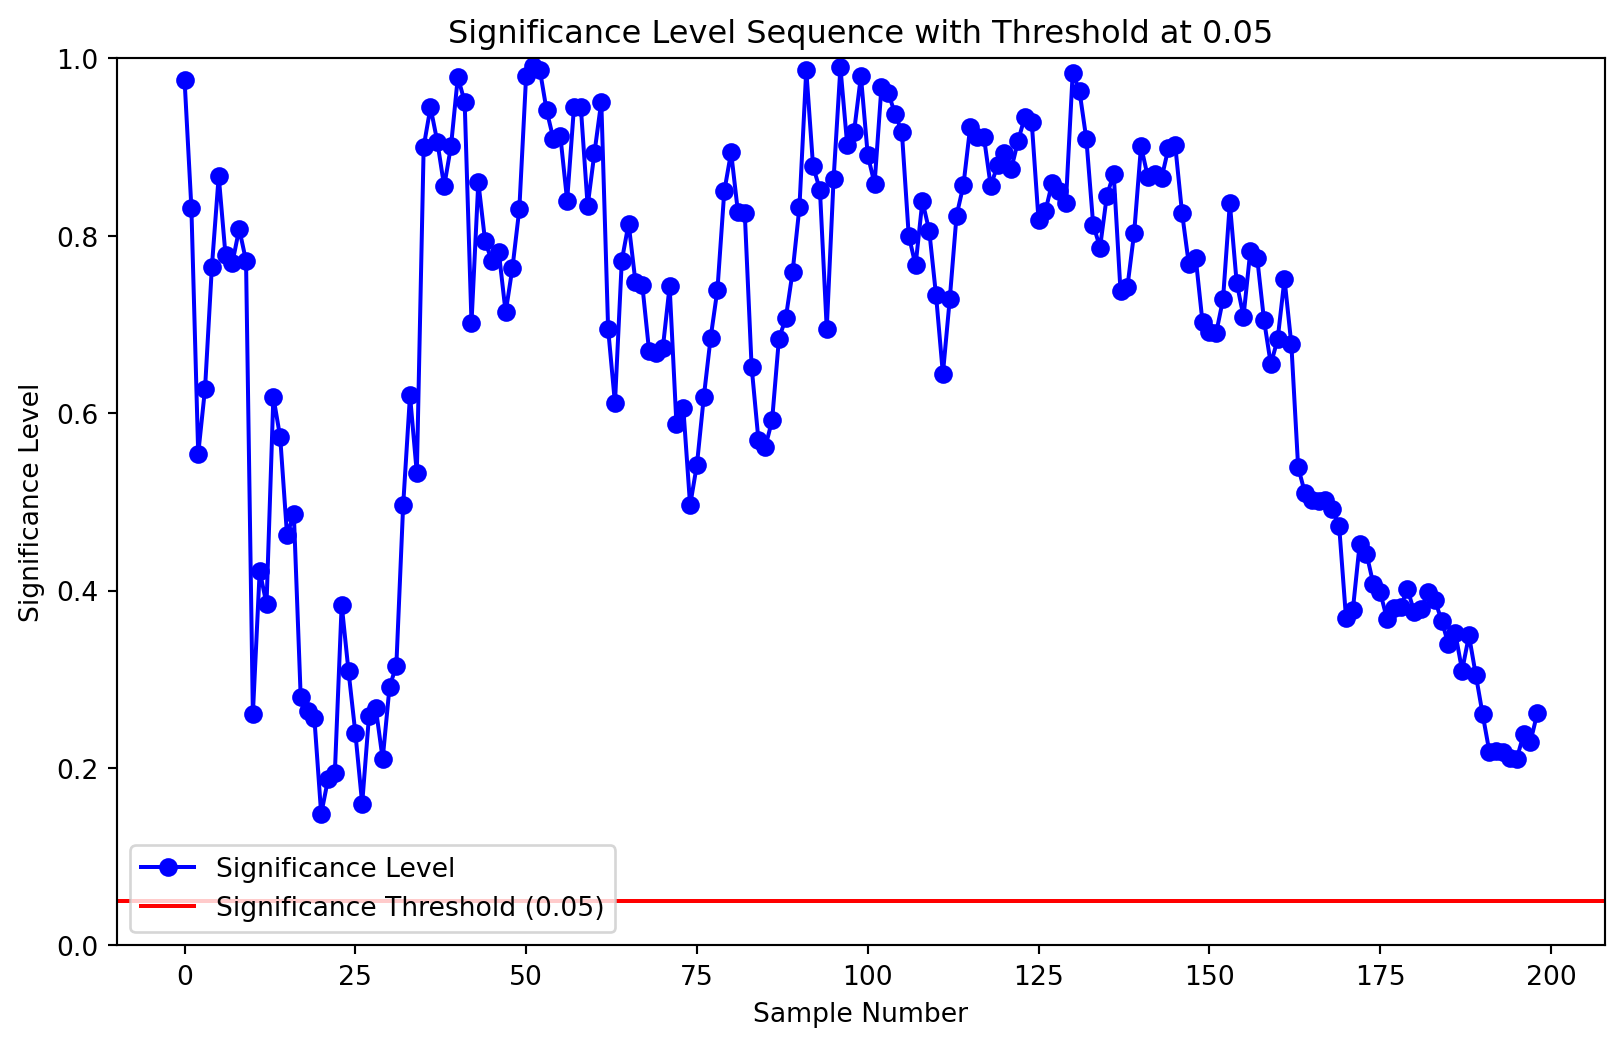 Significance Level Sequence with Threshold at 0.05
1.0
0.8
0.6
0.4
0.2
0.0
Significance Level
Significance Level
Significance Threshold (0.05)
0 25 50 75 100 125 150 175 200
Sample Number